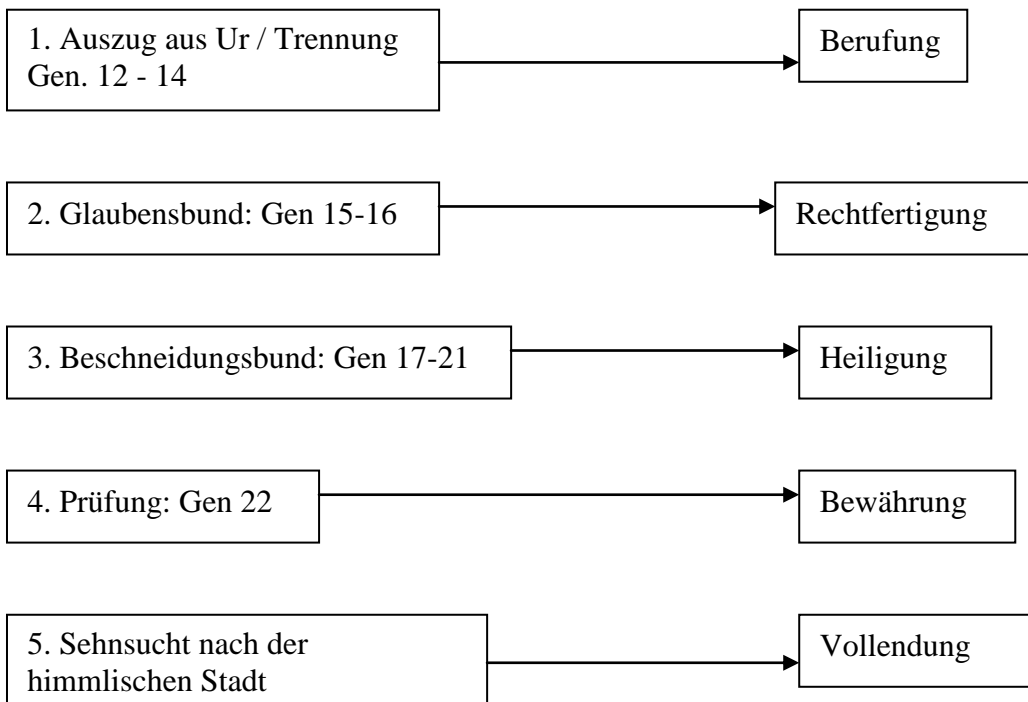 1. Auszug aus Ur / Trennung
Gen. 12 - 14
Berufung
2. Glaubensbund: Gen 15-16
Rechtfertigung
3. Beschneidungsbund: Gen 17-21
Heiligung
4. Prüfung: Gen 22
Bewährung
5. Sehnsucht nach der
himmlischen Stadt
Vollendung